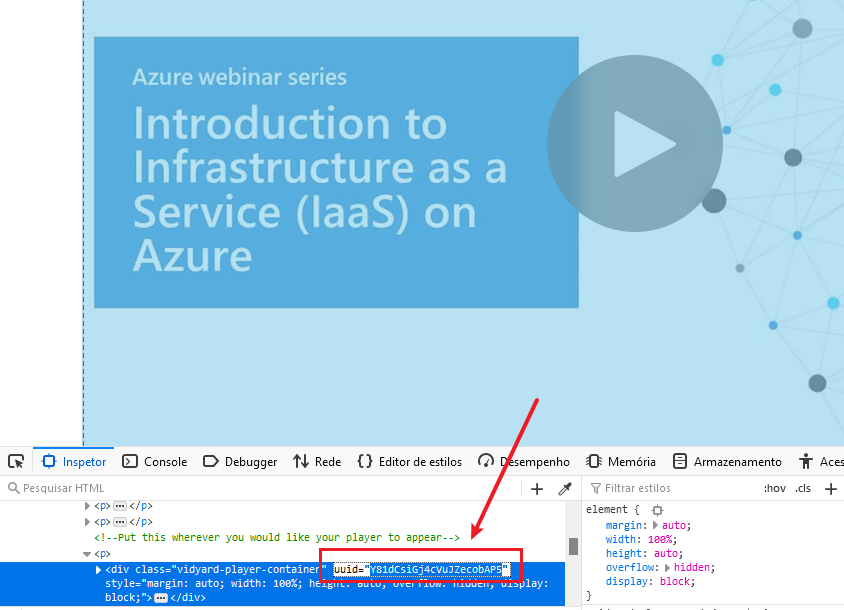 Azure webinar series
Introduction to
Infrastructure as a
Service (IaaS) on
Azure
Inspetor Console Debugger Rede {} Editor de estilos Desempenho Memória Armazenamento Aces
Pesquisar HTML
+
Filtrar estilos
:hov .cls +
<p>···</p>
<p>···</p>
<!--Put this wherever you would like your player to appear-->
<p>
<div class="vidyard-player-container" uuid="Y81dCsiGj4cVuJZecobAP5"
style="margin: auto; width: 100%; height: auto; overflow: hidden; display:
block;">···</div>
element {
margin: auto;
width: 100%;
height: auto;
overflow: hidden;
display: block;
}